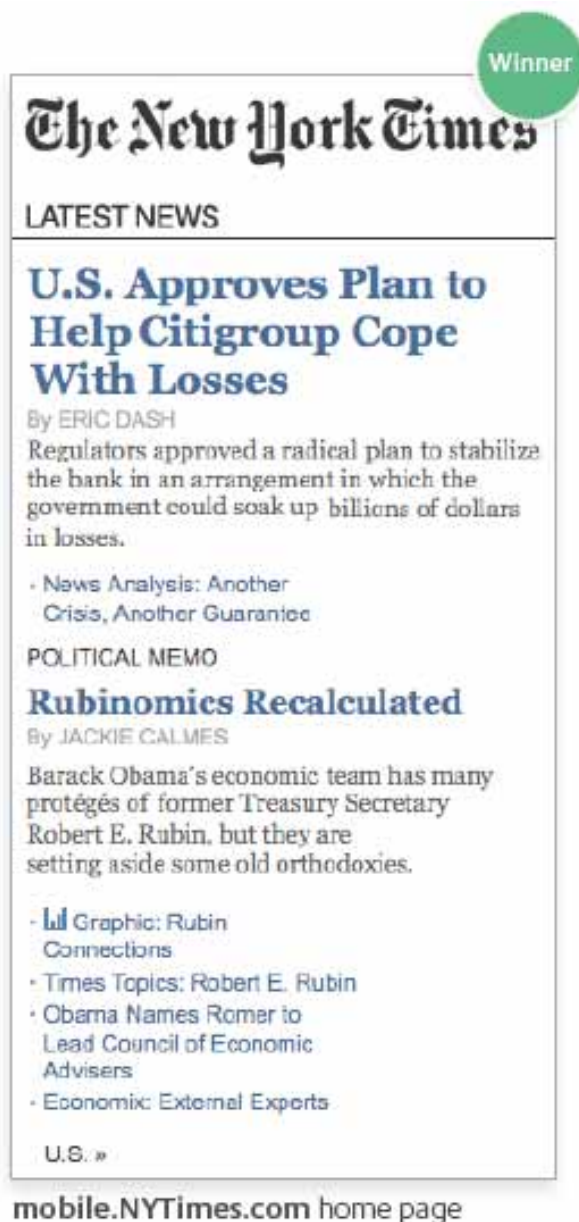 Winner
The New York Times
LATEST NEWS
U.S. Approves Plan to
Help Citigroup Cope
With Losses
By ERIC DASH
Regulators approved a radical plan to stabilize
the bank in an arrangement in which the
government could soak up billions of dollars
in losses.
· News Analysis: Another
Crisis, Another Guarantee
POLITICAL MEMO
Rubinomics Recalculated
By JACKIE CALMES
Barack Obama's economic team has many
protégés of former Treasury Secretary
Robert E. Rubin, but they are
setting aside some old orthodoxies.
· Graphic: Rubin
Connections
· Times Topics: Robert E. Rubin
· Obama Names Romer to
Lead Council of Economic
Advisers
· Economix: External Experts
U.S. »
mobile.NYTimes.com home page